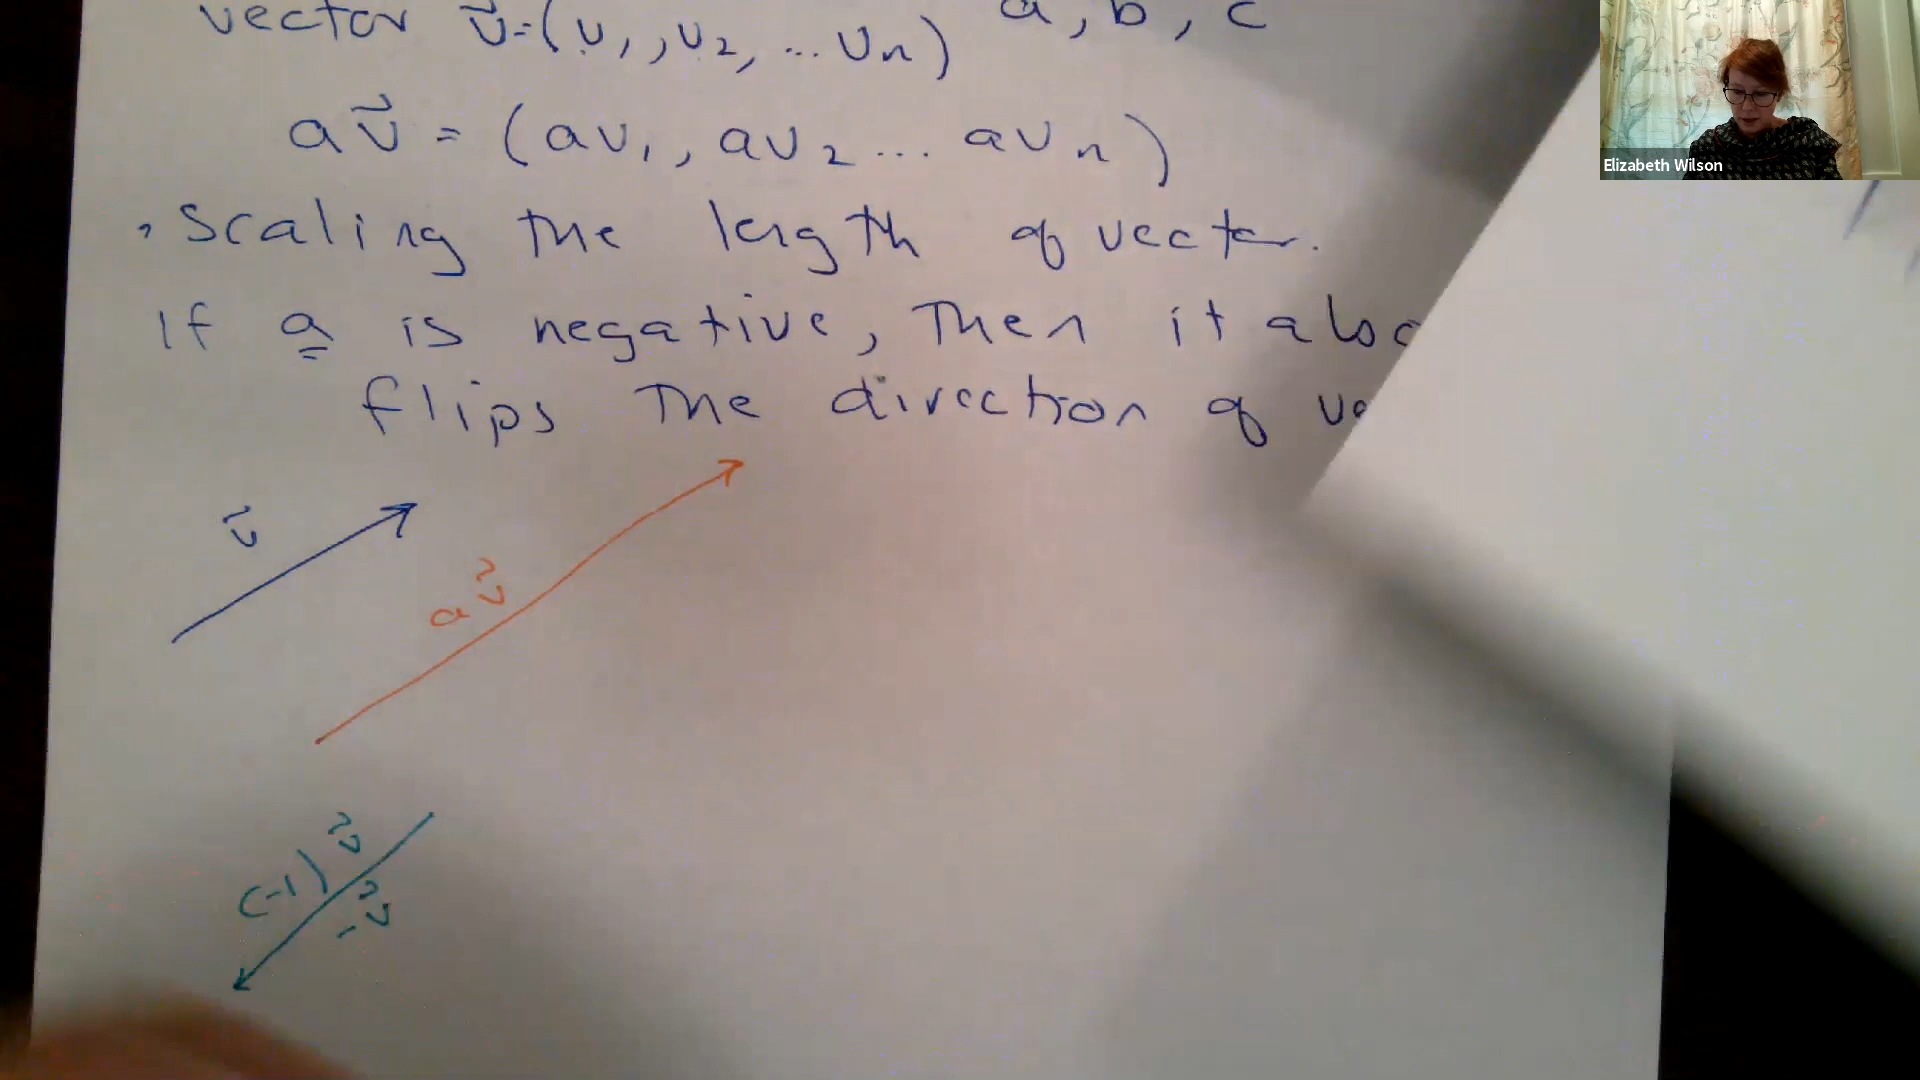 vector v⃗=(v₁,v₂, ...vₙ) a, b, c
Elizabeth Wilson
av⃗ = (av₁, av₂ ... avₙ)
• Scaling the length of vector.
If a is negative, then it also
flips the direction of ve
v⃗
av⃗
(-1)v⃗
-v⃗